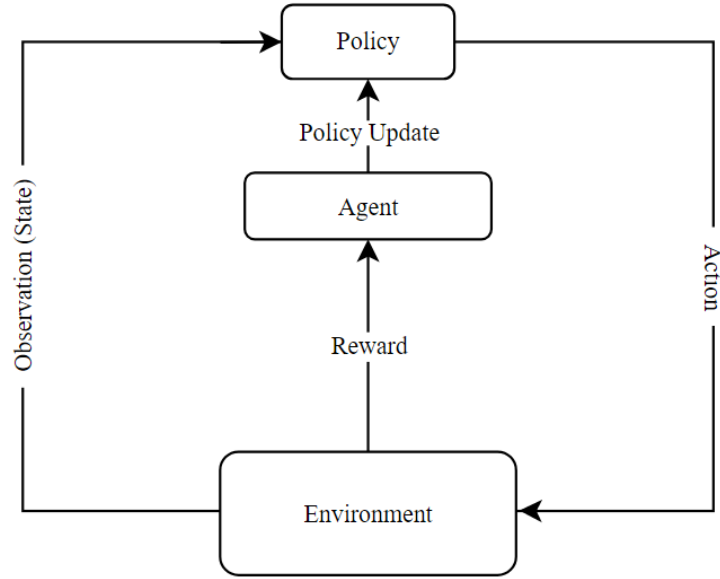 Policy
Policy Update
Agent
Observation (State)
Action
Reward
Environment